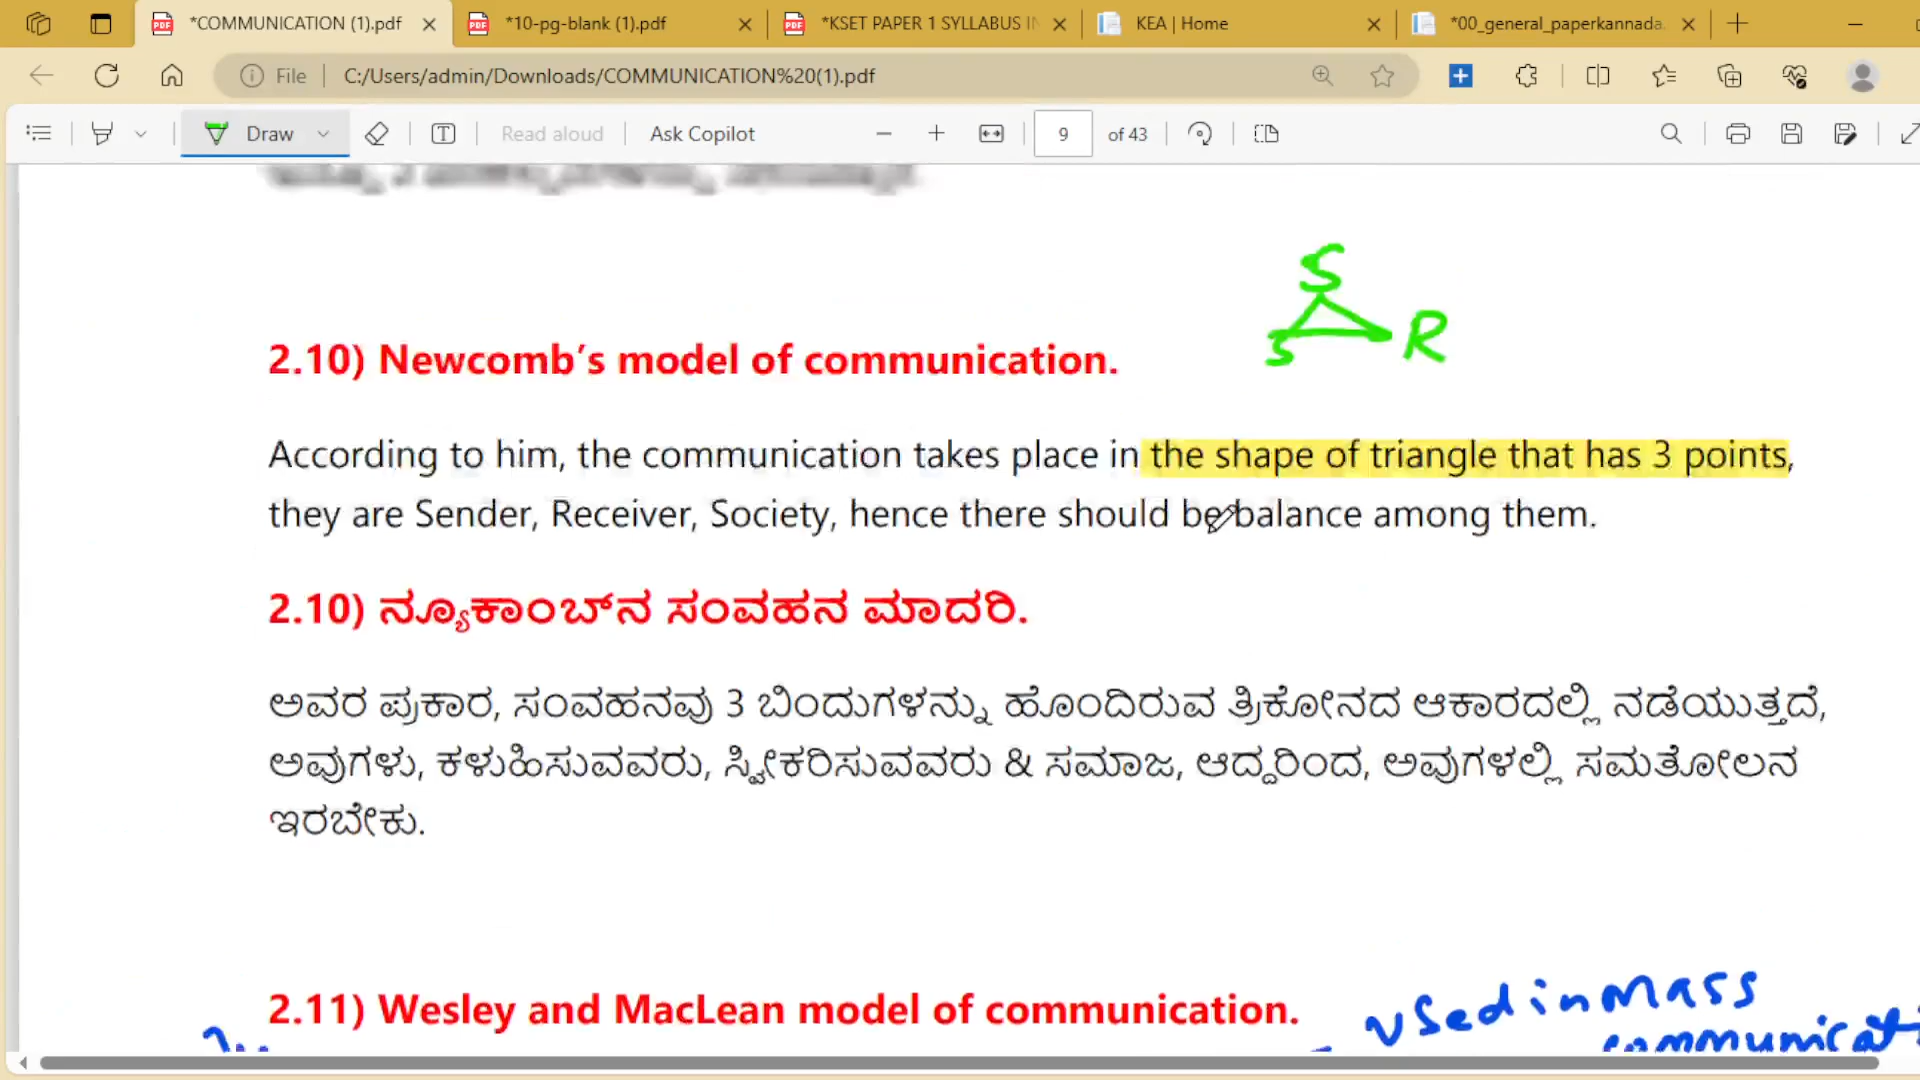 *COMMUNICATION (1).pdf
*10-pg-blank (1).pdf
*KSET PAPER 1 SYLLABUS IN
KEA | Home
*00_general_paperkannada.
File
C:/Users/admin/Downloads/COMMUNICATION%20(1).pdf
Draw
Read aloud
Ask Copilot
9
of 43
S
S R
2.10) Newcomb's model of communication.
According to him, the communication takes place in the shape of triangle that has 3 points,
they are Sender, Receiver, Society, hence there should be balance among them.
2.10) ನ್ಯೂಕಾಂಬ್‌ನ ಸಂವಹನ ಮಾದರಿ.
ಅವರ ಪ್ರಕಾರ, ಸಂವಹನವು 3 ಬಿಂದುಗಳನ್ನು ಹೊಂದಿರುವ ತ್ರಿಕೋನದ ಆಕಾರದಲ್ಲಿ ನಡೆಯುತ್ತದೆ,
ಅವುಗಳು, ಕಳುಹಿಸುವವರು, ಸ್ವೀಕರಿಸುವವರು & ಸಮಾಜ, ಆದ್ದರಿಂದ, ಅವುಗಳಲ್ಲಿ ಸಮತೋಲನ
ಇರಬೇಕು.
2.11) Wesley and MacLean model of communication.
Used in Mass
communicat